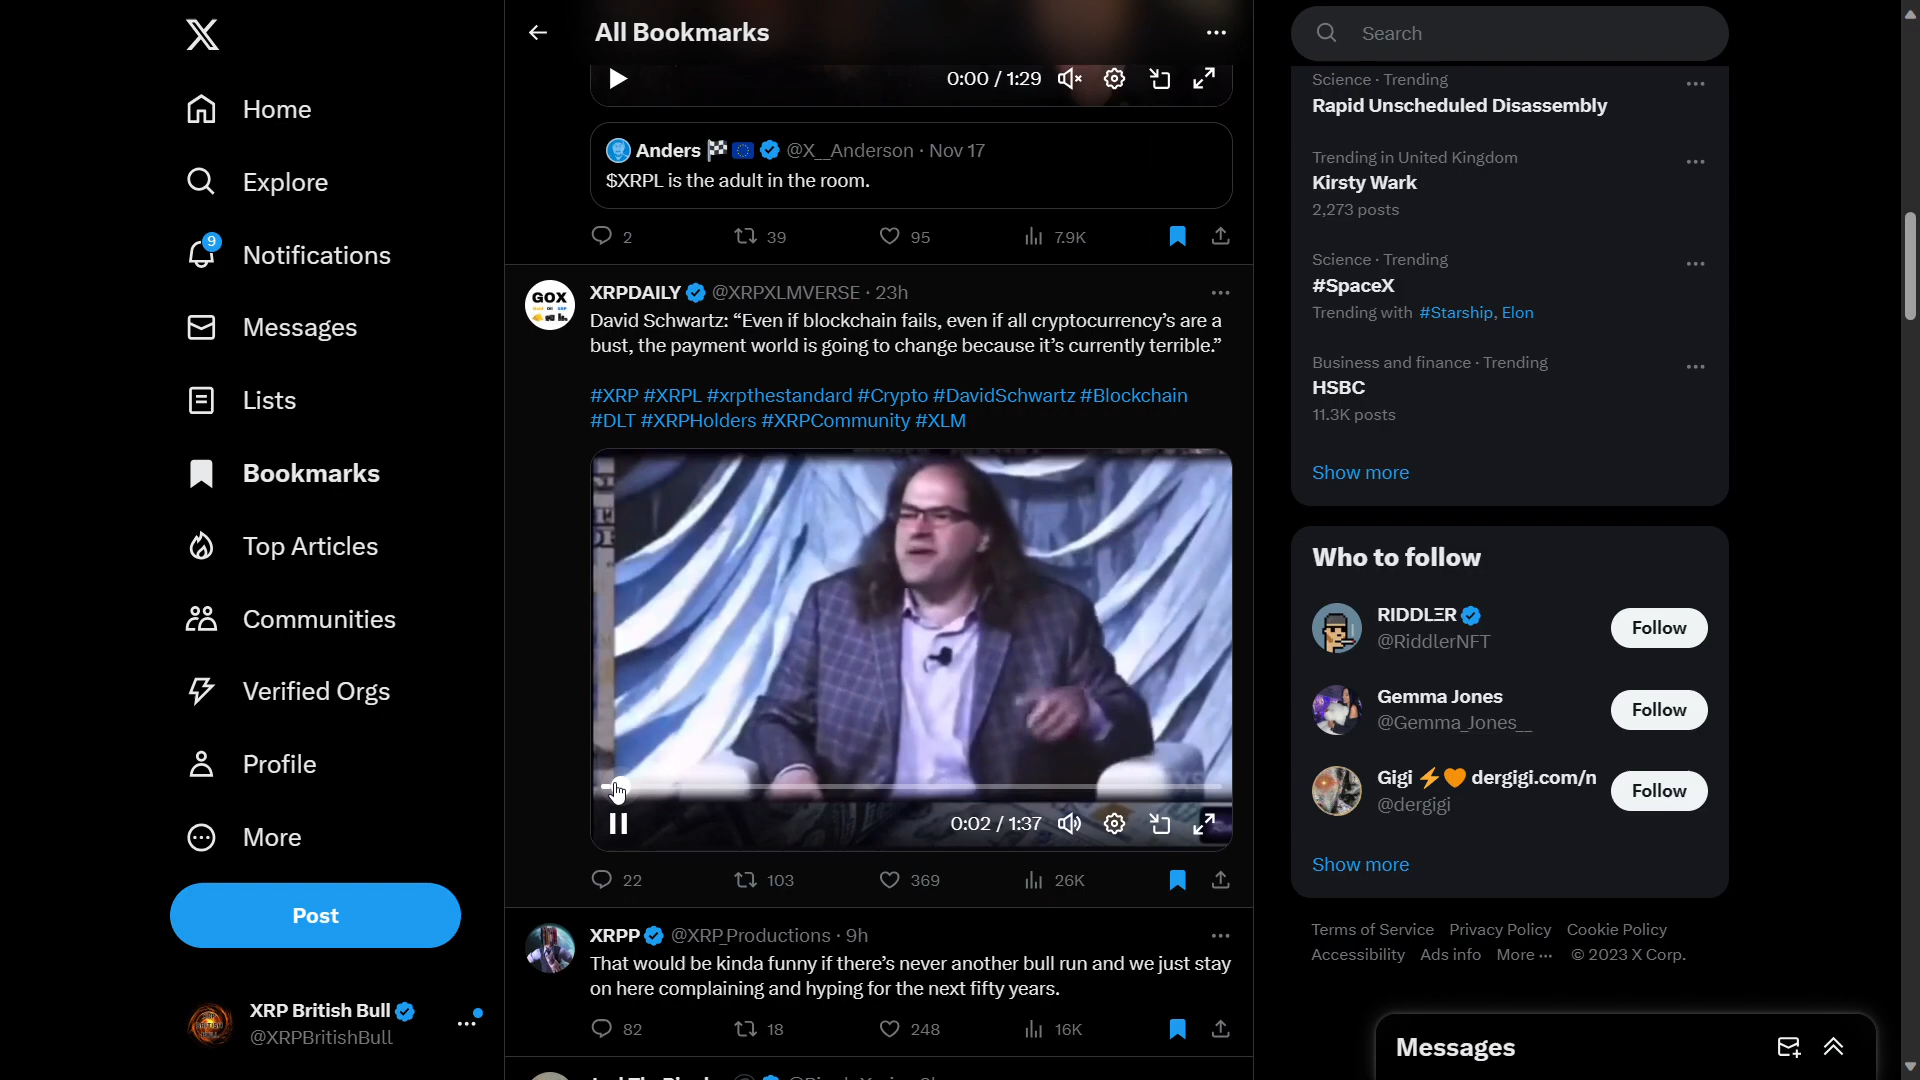 Home
Explore
9
Notifications
Messages
Lists
Bookmarks
Top Articles
Communities
Verified Orgs
Profile
More
Post
XRP British Bull
@XRPBritishBull
All Bookmarks
0:00 / 1:29
Anders @X__Anderson · Nov 17
$XRPL is the adult in the room.
2 39 95 7.9K
GOX
XRPDAILY @XRPXLMVERSE · 23h
David Schwartz: “Even if blockchain fails, even if all cryptocurrency’s are a
bust, the payment world is going to change because it’s currently terrible.”
#XRP #XRPL #xrpthestandard #Crypto #DavidSchwartz #Blockchain
#DLT #XRPHolders #XRPCommunity #XLM
0:02 / 1:37
22 103 369 26K
XRPP @XRP_Productions · 9h
That would be kinda funny if there’s never another bull run and we just stay
on here complaining and hyping for the next fifty years.
82 18 248 16K
Search
Science · Trending
Rapid Unscheduled Disassembly
Trending in United Kingdom
Kirsty Wark
2,273 posts
Science · Trending
#SpaceX
Trending with #Starship, Elon
Business and finance · Trending
HSBC
11.3K posts
Show more
Who to follow
RIDDLΞR
@RiddlerNFT
Follow
Gemma Jones
@Gemma_Jones__
Follow
Gigi ⚡🧡 dergigi.com/n
@dergigi
Follow
Show more
Terms of Service Privacy Policy Cookie Policy
Accessibility Ads info More ··· © 2023 X Corp.
Messages